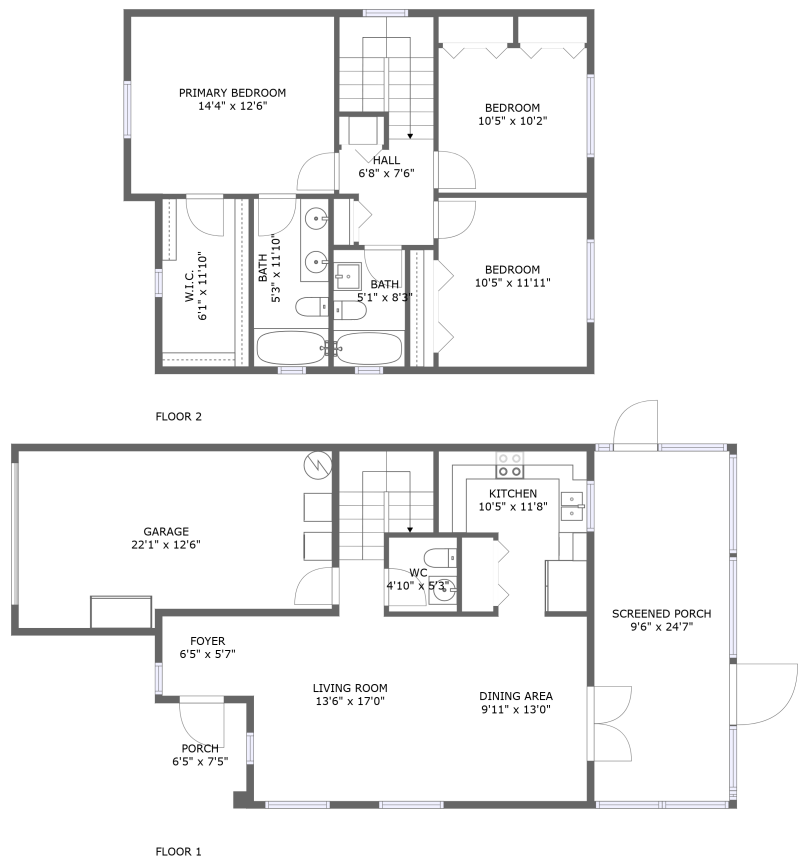 PRIMARY BEDROOM
14'4" x 12'6"
BEDROOM
10'5" x 10'2"
HALL
6'8" x 7'6"
W.I.C.
6'1" x 11'10"
BATH
5'3" x 11'10"
BATH
5'1" x 8'3"
BEDROOM
10'5" x 11'11"
FLOOR 2
GARAGE
22'1" x 12'6"
KITCHEN
10'5" x 11'8"
WC
4'10" x 5'3"
SCREENED PORCH
9'6" x 24'7"
FOYER
6'5" x 5'7"
LIVING ROOM
13'6" x 17'0"
DINING AREA
9'11" x 13'0"
PORCH
6'5" x 7'5"
FLOOR 1